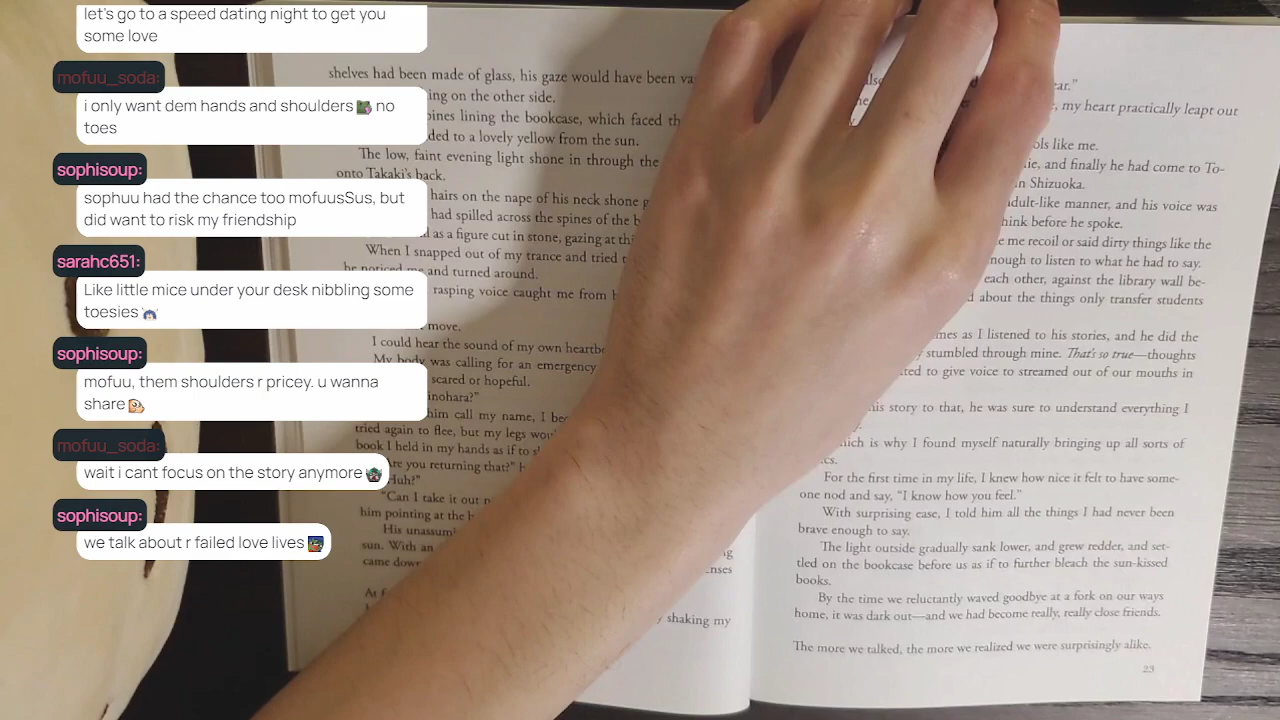 let's go to a speed dating night to get you
some love
mofuu_soda:
i only want dem hands and shoulders no
toes
sophisoup:
sophuu had the chance too mofuusSus, but
did want to risk my friendship
sarahc651:
Like little mice under your desk nibbling some
toesies
sophisoup:
mofuu, them shoulders r pricey. u wanna
share
mofuu_soda:
wait i cant focus on the story anymore
sophisoup:
we talk about r failed love lives
shelves had been made of glass, his gaze would have been
on the other side.
lining the bookcase, which faced
to a lovely yellow from the sun.
The low, faint evening light shone in through the
onto Takaki's back.
hairs on the nape of his neck shone
had spilled across the spines of the
as a figure cut in stone, gazing at
When I snapped out of my trance and tried
he noticed me and turned around.
rasping voice caught me from
move.
I could hear the sound of my own
My body was calling for an emergency
scared or hopeful.
him call my name, I
tried again to flee, but my legs
book I held in my hands as if to
you returning that?"
Huh?"
"Can I take it out
him pointing at the
His
sun. With an
came down
shaking my
my heart practically leapt out
like me.
and finally he had come to To-
in Shizuoka.
manner, and his voice was
before he spoke.
me recoil or said dirty things like the
enough to listen to what he had to say.
each other, against the library wall be-
about the things only transfer students
as I listened to his stories, and he did the
stumbled through mine. That's so true—thoughts
to give voice to streamed out of our mouths in
his story to that, he was sure to understand everything I
which is why I found myself naturally bringing up all sorts of
For the first time in my life, I knew how nice it felt to have some-
one nod and say, "I know how you feel."
With surprising ease, I told him all the things I had never been
brave enough to say.
The light outside gradually sank lower, and grew redder, and set-
tled on the bookcase before us as if to further bleach the sun-kissed
books.
By the time we reluctantly waved goodbye at a fork on our ways
home, it was dark out—and we had become really, really close friends.
The more we talked, the more we realized we were surprisingly alike.
23